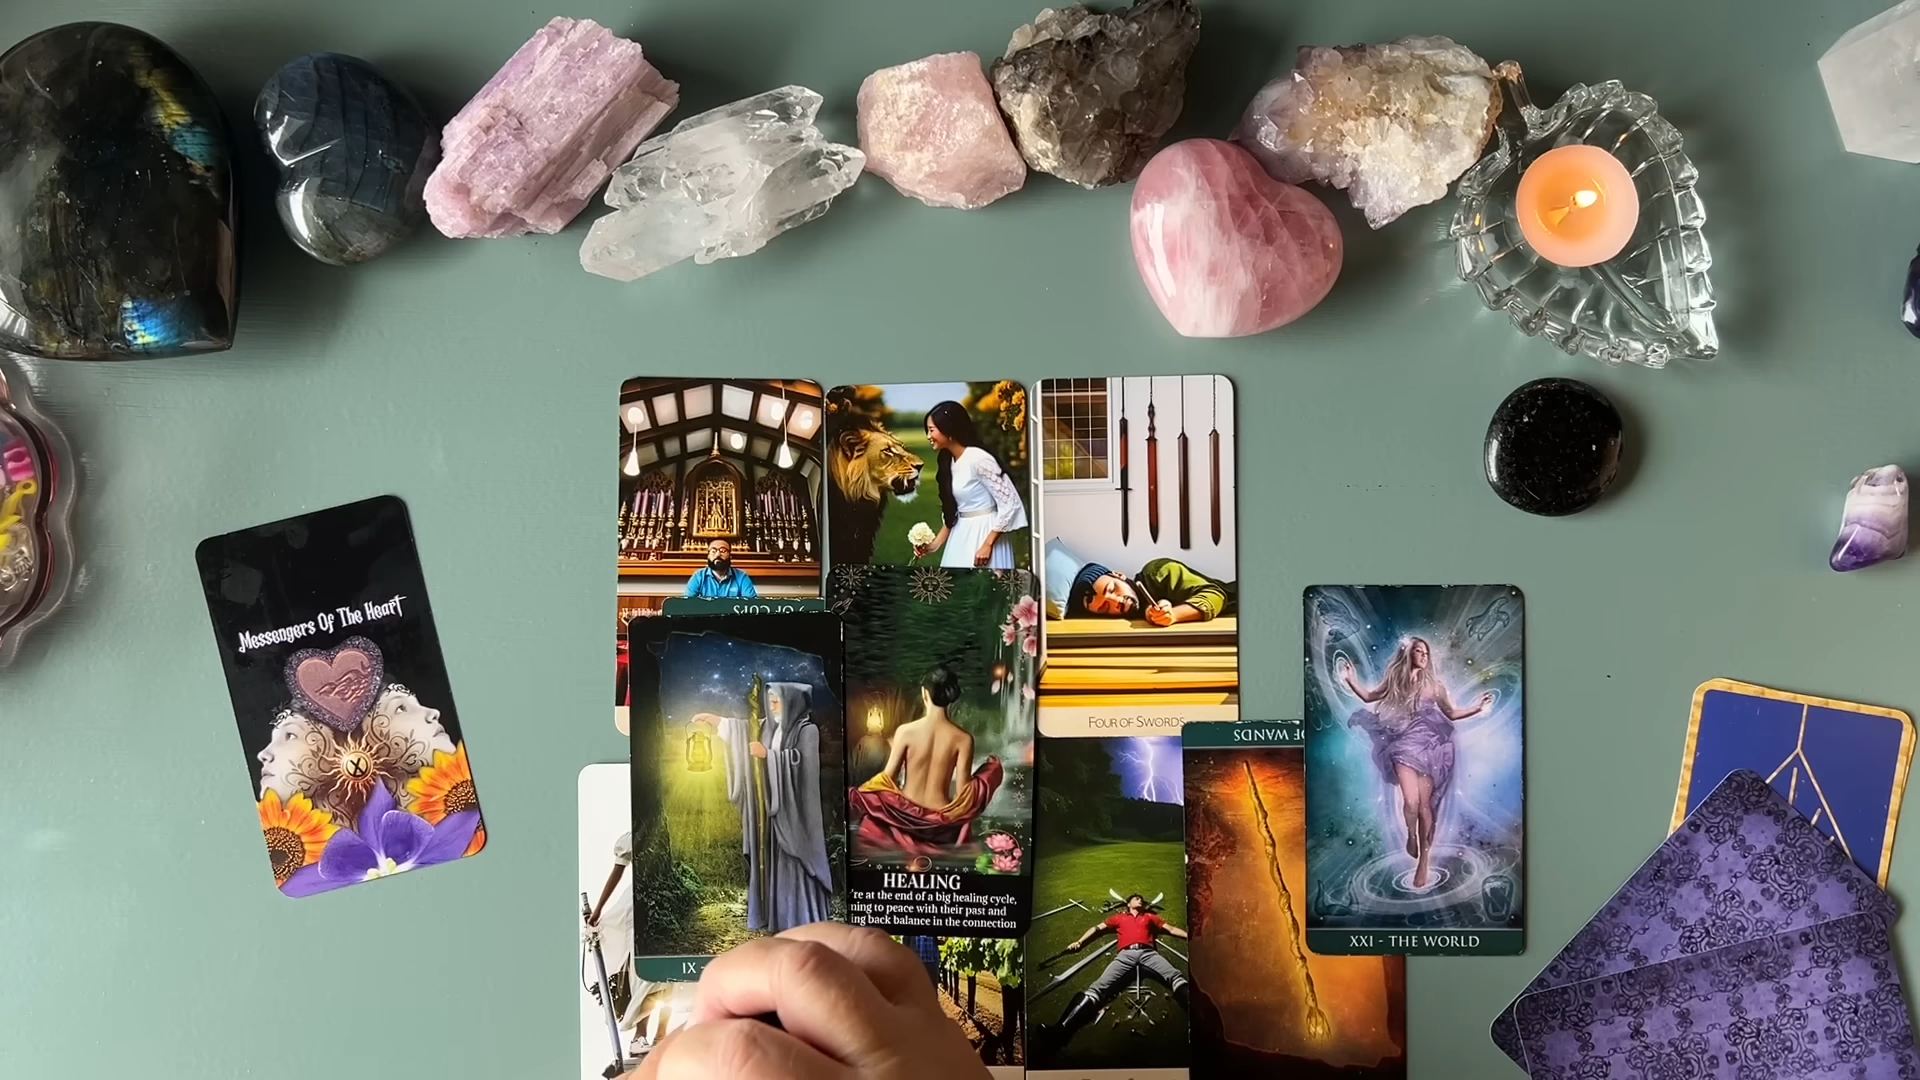 Messengers Of The Heart
X
OF CUPS
FOUR OF SWORDS
OF WANDS
HEALING
're at the end of a big healing cycle,
ning to peace with their past and
ing back balance in the connection
IX -
XXI - THE WORLD